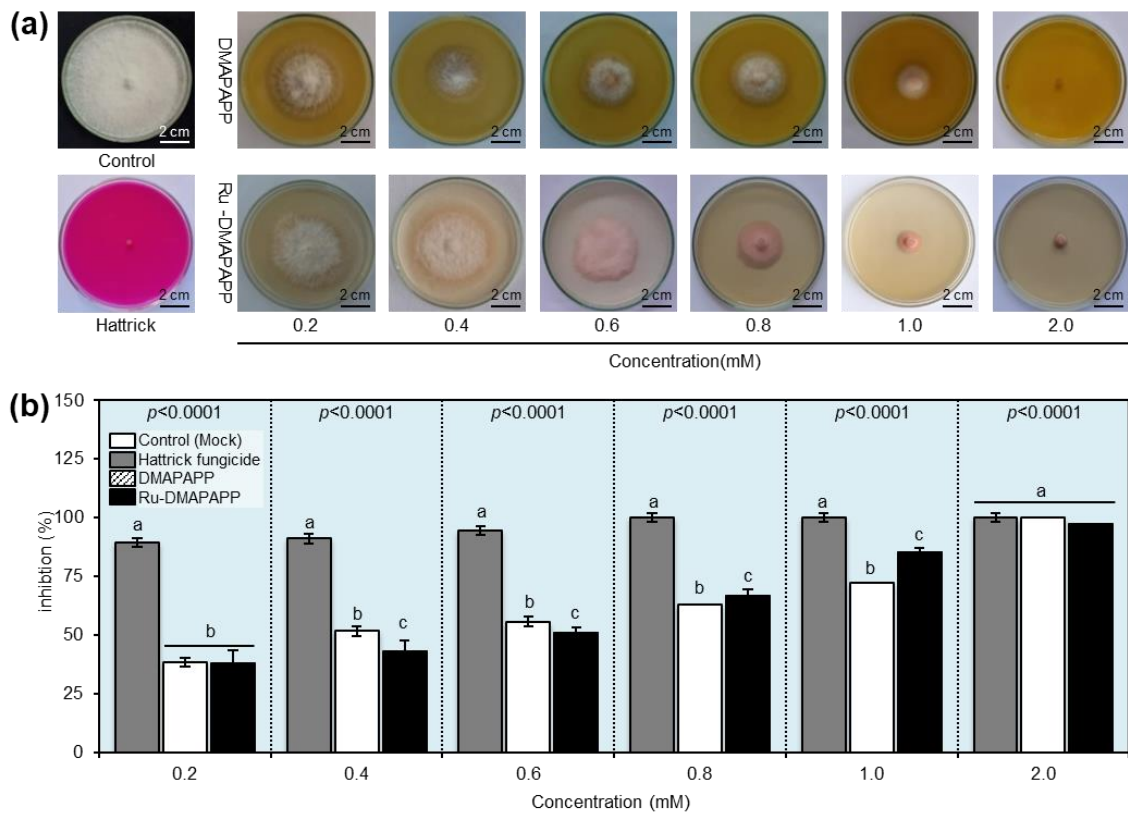 (a)
DMAPAPP
2 cm
2 cm
2 cm
2 cm
2 cm
2 cm
2 cm
Control
Ru -DMAPAPP
2 cm
2 cm
2 cm
2 cm
2 cm
2 cm
2 cm
Hattrick
0.2
0.4
0.6
0.8
1.0
2.0
Concentration(mM)
(b)
150
125
100
75
50
25
0
inhibtion (%)
p<0.0001
p<0.0001
p<0.0001
p<0.0001
p<0.0001
p<0.0001
Control (Mock)
Hattrick fungicide
DMAPAPP
Ru-DMAPAPP
a
b
a
b
c
a
b
c
a
b
c
a
b
c
a
0.2
0.4
0.6
0.8
1.0
2.0
Concentration (mM)